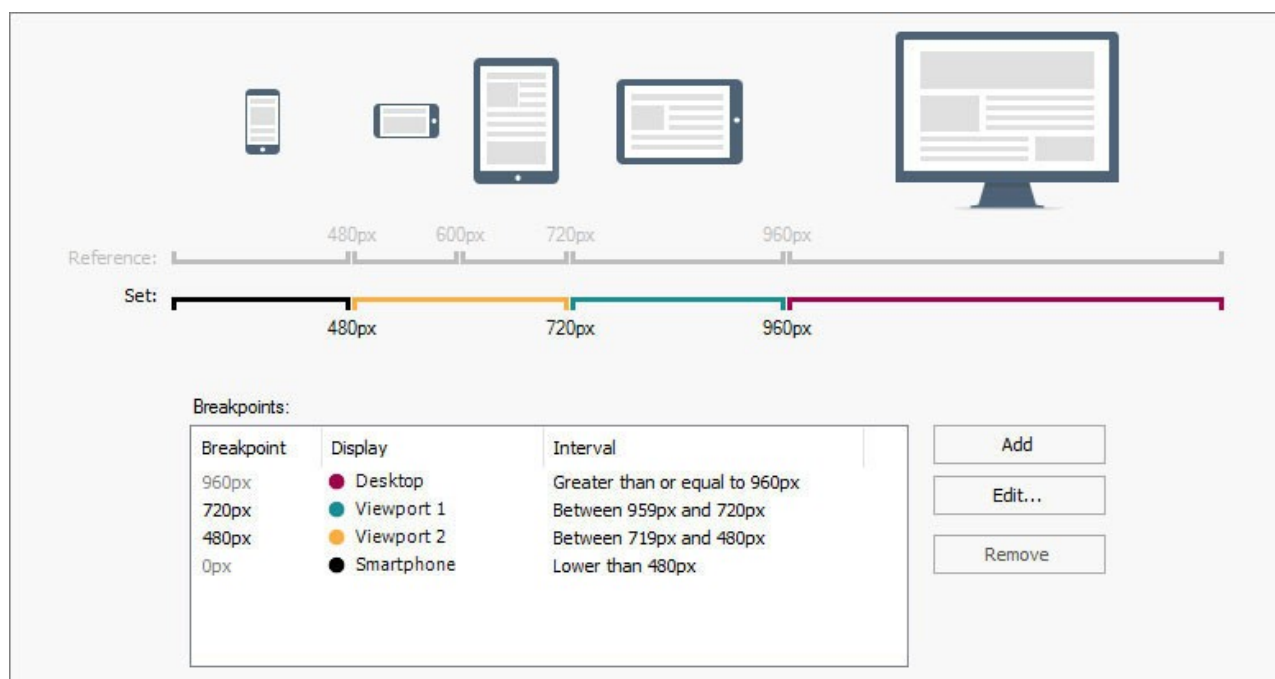 480px 600px 720px 960px
Reference:
Set:
480px 720px 960px
Breakpoints:
Breakpoint Display Interval
960px Desktop Greater than or equal to 960px
720px Viewport 1 Between 959px and 720px
480px Viewport 2 Between 719px and 480px
0px Smartphone Lower than 480px
Add
Edit...
Remove